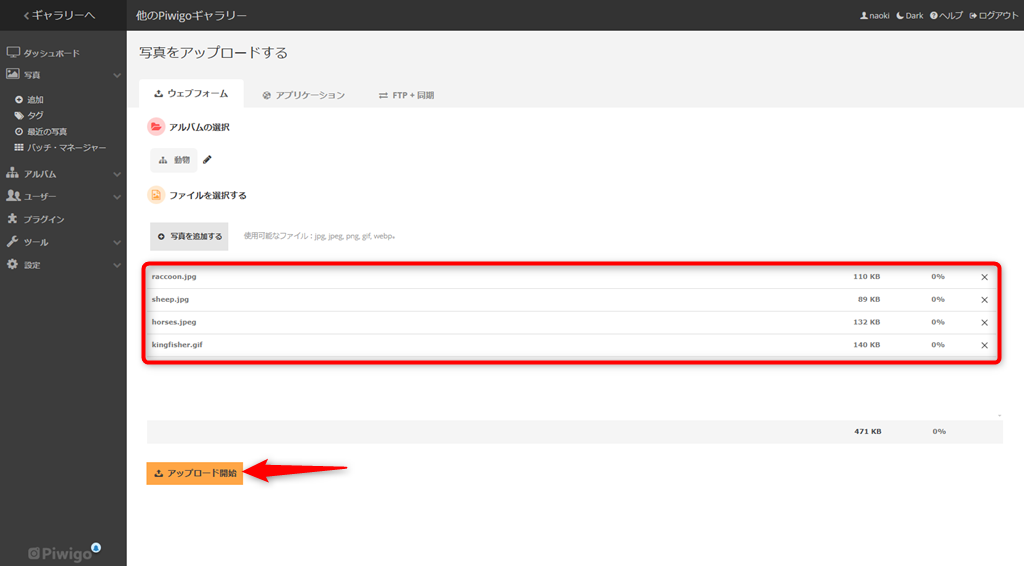 ギャラリーへ
他のPiwigoギャラリー
naoki Dark ヘルプ ログアウト
ダッシュボード
写真
追加
タグ
最近の写真
バッチ・マネージャー
アルバム
ユーザー
プラグイン
ツール
設定
Piwigo
写真をアップロードする
ウェブフォーム アプリケーション FTP + 同期
アルバムの選択
動物
ファイルを選択する
写真を追加する 使用可能なファイル：jpg, jpeg, png, gif, webp。
raccoon.jpg 110 KB 0%
sheep.jpg 89 KB 0%
horses.jpeg 132 KB 0%
kingfisher.gif 140 KB 0%
471 KB 0%
アップロード開始